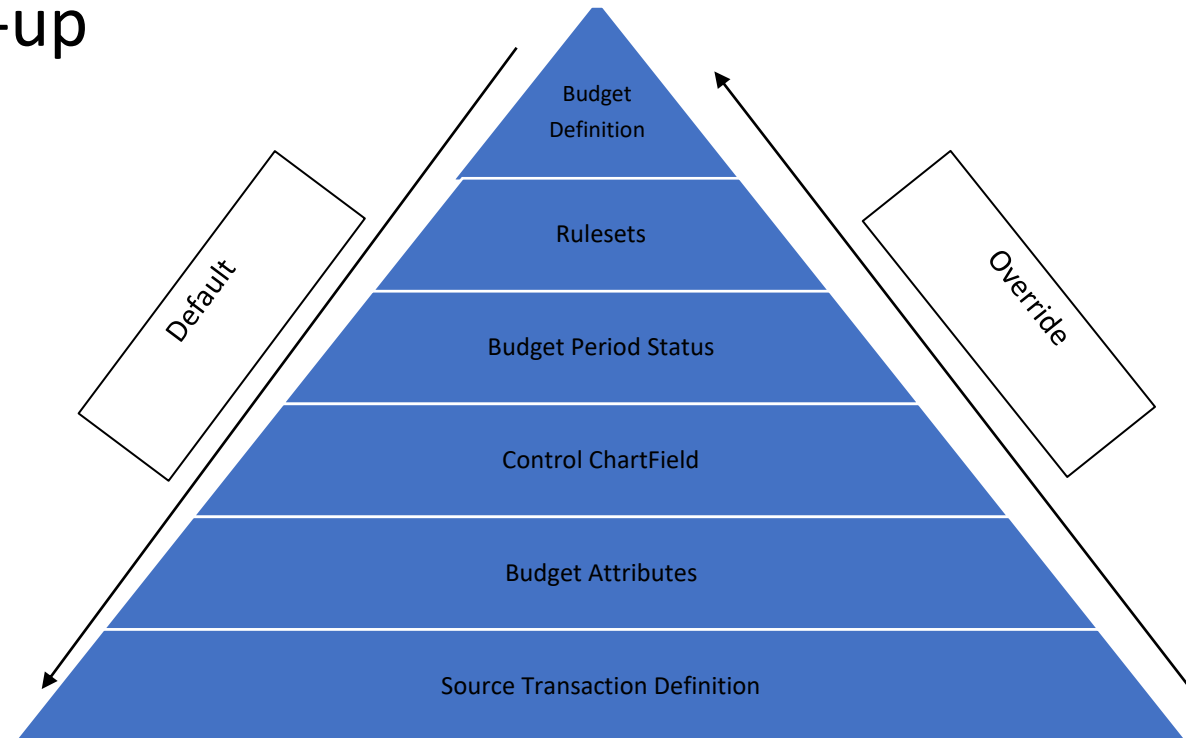 -up
Budget
Definition
Rulesets
Default
Override
Budget Period Status
Control ChartField
Budget Attributes
Source Transaction Definition